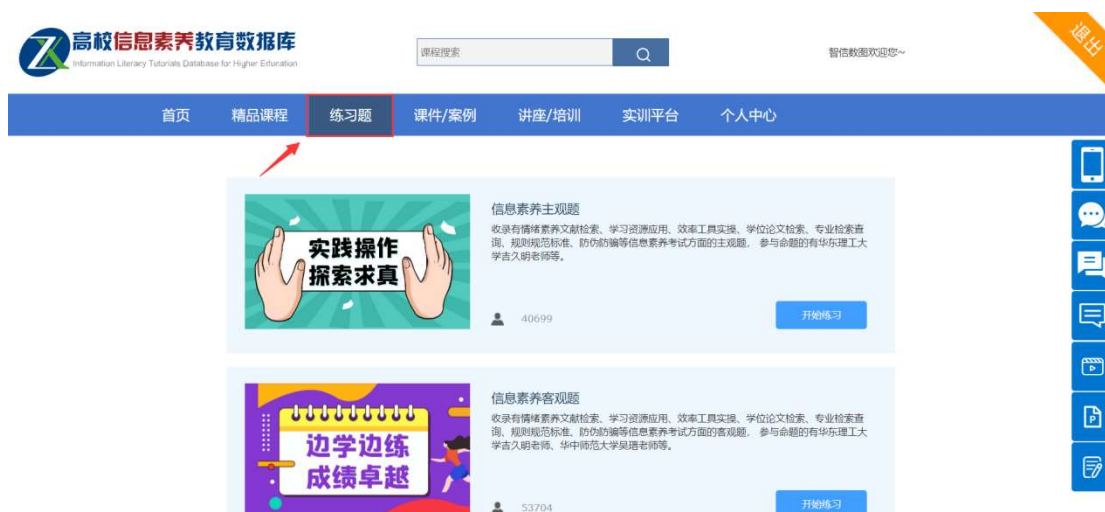 高校信息素养教育数据库
Information Literacy Tutorials Database for Higher Education
课程搜索
智信数图欢迎您~
退出
首页 精品课程 练习题 课件/案例 讲座/培训 实训平台 个人中心
实践操作
探索求真
信息素养主观题
收录有情绪素养文献检索、学习资源应用、效率工具实操、学位论文检索、专业检索查
询、规则规范标准、防伪防骗等信息素养考试方面的主观题， 参与命题的有华东理工大
学吉久明老师等。
40699
开始练习
边学边练
成绩卓越
信息素养客观题
收录有情绪素养文献检索、学习资源应用、效率工具实操、学位论文检索、专业检索查
询、规则规范标准、防伪防骗等信息素养考试方面的客观题， 参与命题的有华东理工大
学吉久明老师、华中师范大学吴瑭老师等。
53704
开始练习